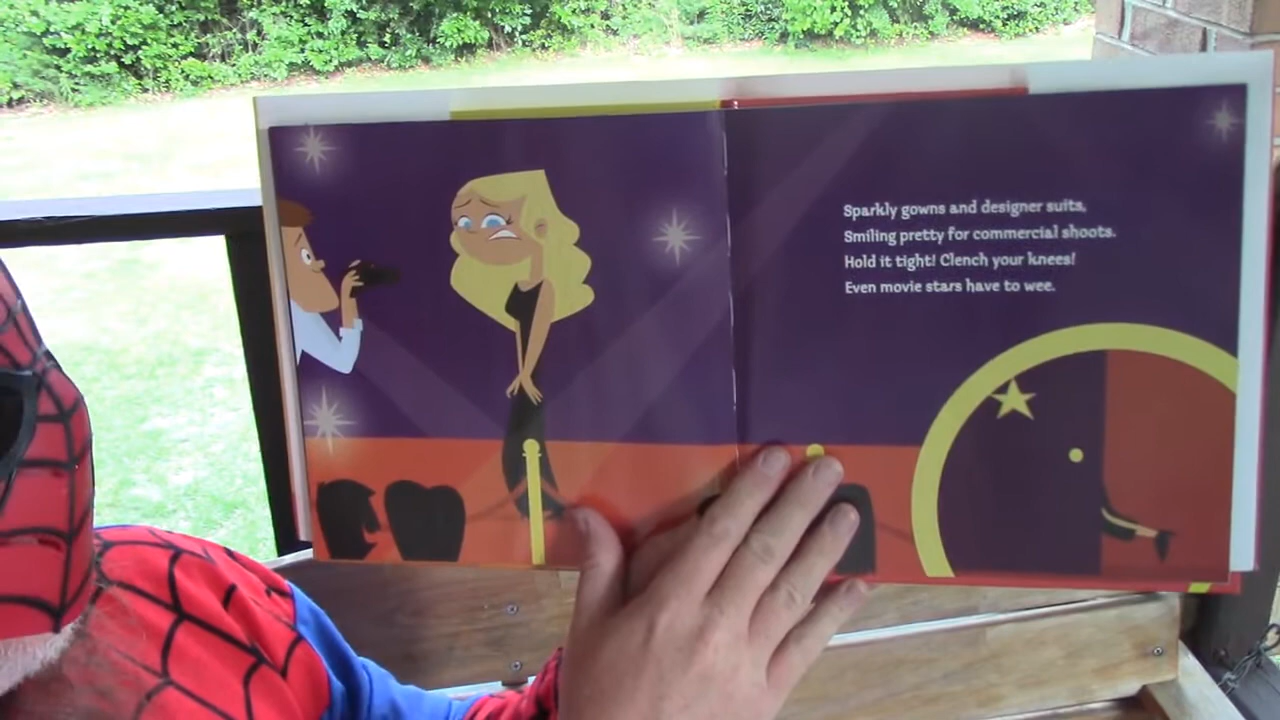 Sparkly gowns and designer suits,
Smiling pretty for commercial shoots.
Hold it tight! Clench your knees!
Even movie stars have to wee.